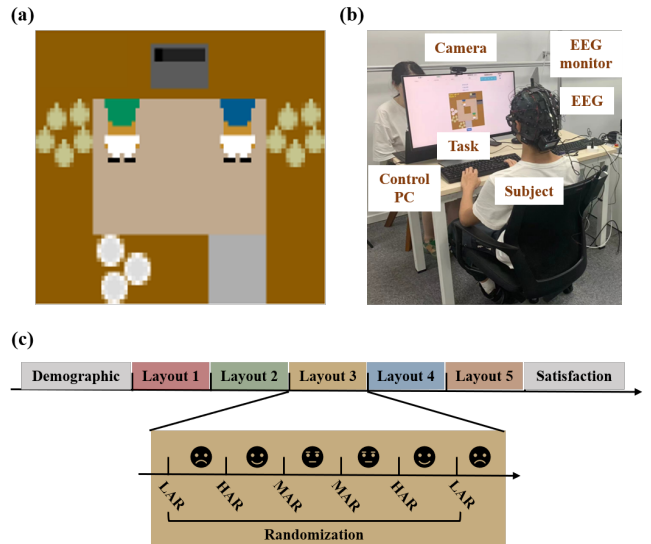 (a)
(b)
Camera
EEG
monitor
EEG
Task
Control
PC
Subject
(c)
Demographic
Layout 1
Layout 2
Layout 3
Layout 4
Layout 5
Satisfaction
LAR
HAR
MAR
MAR
HAR
LAR
Randomization